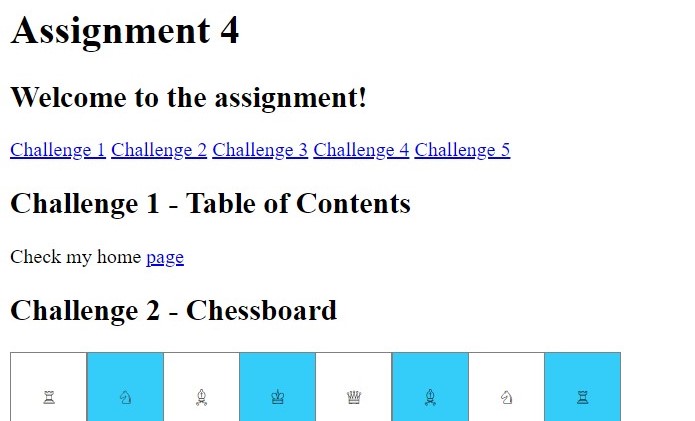 Assignment 4
Welcome to the assignment!
Challenge 1 Challenge 2 Challenge 3 Challenge 4 Challenge 5
Challenge 1 - Table of Contents
Check my home page
Challenge 2 - Chessboard
♖ ♘ ♗ ♔ ♕ ♗ ♘ ♖